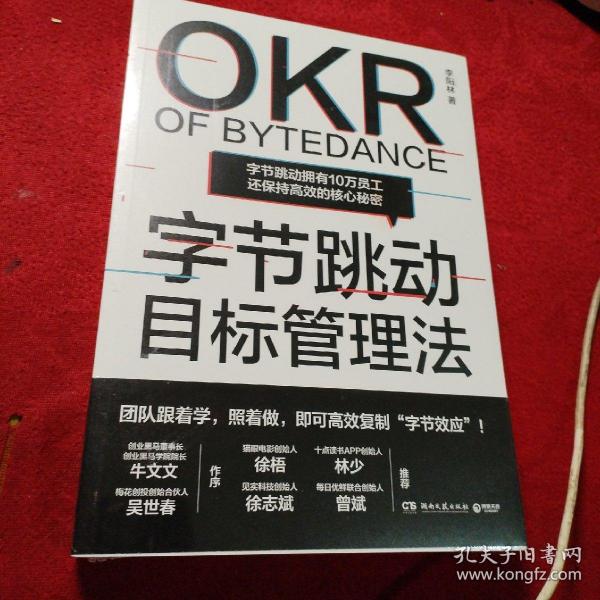 OKR
李阳林 著
OF BYTEDANCE
字节跳动拥有10万员工
还保持高效的核心秘密
字节跳动
目标管理法
团队跟着学，照着做，即可高效复制“字节效应”！
创业黑马董事长
创业黑马学院院长
牛文文
梅花创投创始合伙人
吴世春
作序
猫眼电影创始人
徐梧
十点读书APP创始人
林少
见实科技创始人
徐志斌
每日优鲜联合创始人
曾斌
推荐
湖南文艺出版社
博集天卷
孔夫子旧书网
www.kongfz.com